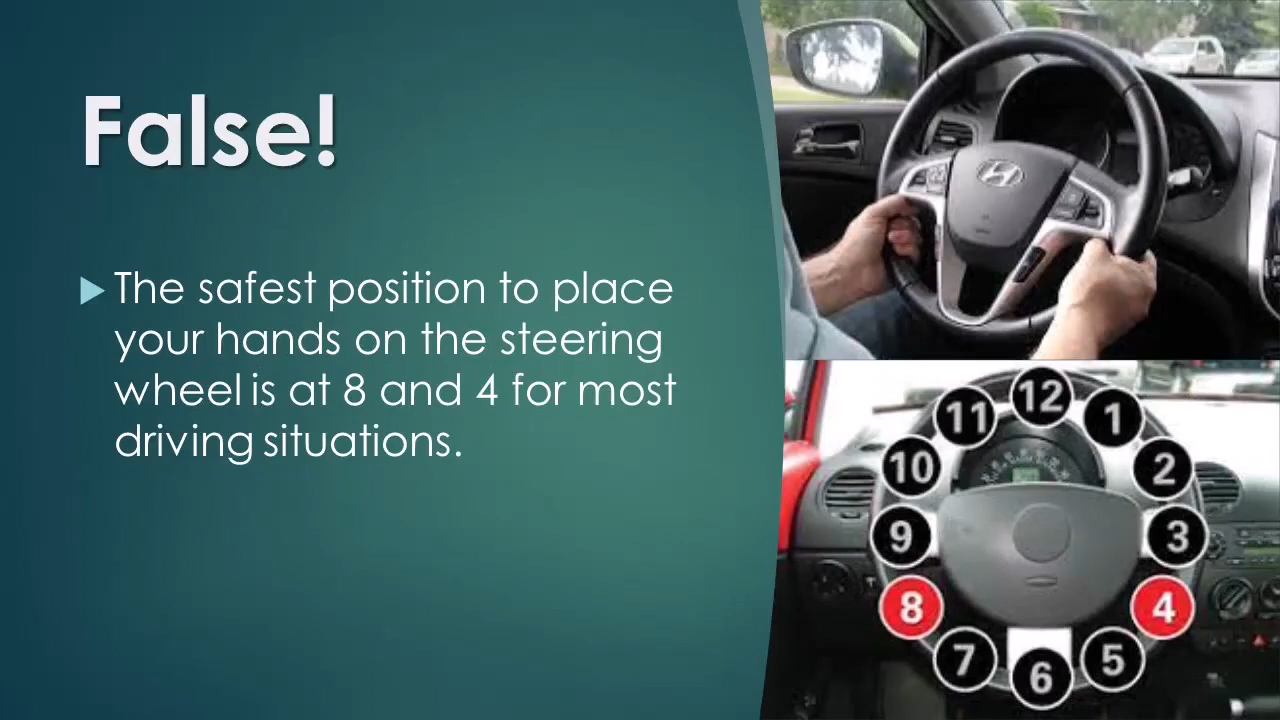 False!
The safest position to place
your hands on the steering
wheel is at 8 and 4 for most
driving situations.
12
11
1
10
2
9
3
8
4
7
5
6